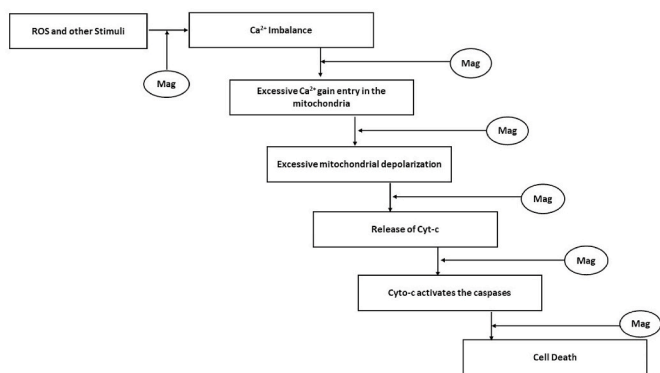 ROS and other Stimuli
Ca²⁺ Imbalance
Mag
Mag
Excessive Ca²⁺ gain entry in the
mitochondria
Mag
Excessive mitochondrial depolarization
Mag
Release of Cyt-c
Mag
Cyto-c activates the caspases
Mag
Cell Death